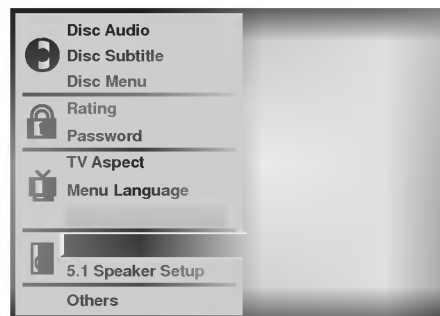 Disc Audio
Disc Subtitle
Disc Menu
Rating
Password
TV Aspect
Menu Language
5.1 Speaker Setup
Others